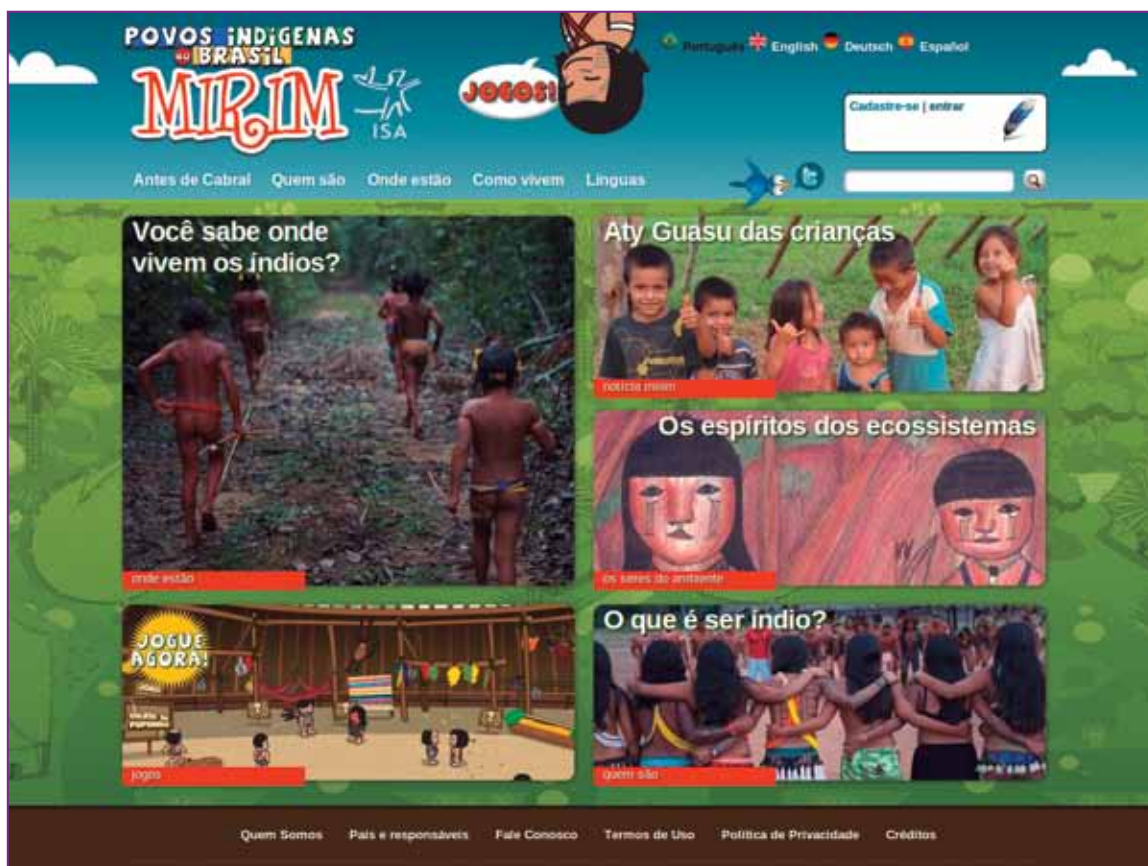 POVOS INDÍGENAS
NO BRASIL
MIRIM
ISA
JOGOS!
Português English Deutsch Español
Cadastre-se | entrar
Antes de Cabral Quem são Onde estão Como vivem Línguas
Você sabe onde
vivem os índios?
onde estão
Aty Guasu das crianças
notícia mirim
Os espíritos dos ecossistemas
os seres do ambiente
JOGUE
AGORA!
jogos
O que é ser índio?
quem são
Quem Somos Pais e responsáveis Fale Conosco Termos de Uso Política de Privacidade Créditos